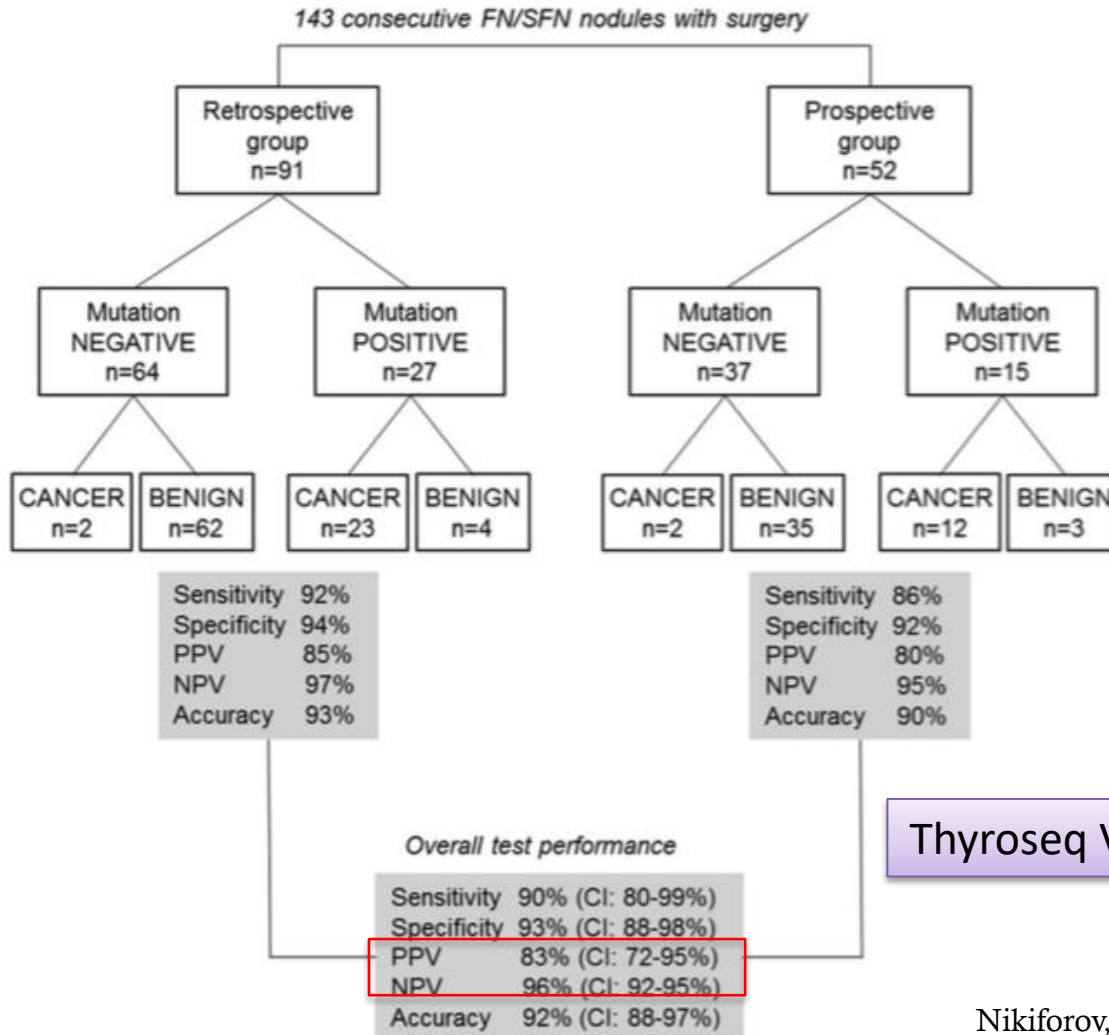 143 consecutive FN/SFN nodules with surgery
Retrospective
group
n=91
Prospective
group
n=52
Mutation
NEGATIVE
n=64
Mutation
POSITIVE
n=27
Mutation
NEGATIVE
n=37
Mutation
POSITIVE
n=15
CANCER
n=2
BENIGN
n=62
CANCER
n=23
BENIGN
n=4
CANCER
n=2
BENIGN
n=35
CANCER
n=12
BENIGN
n=3
Sensitivity 92%
Specificity 94%
PPV 85%
NPV 97%
Accuracy 93%
Sensitivity 86%
Specificity 92%
PPV 80%
NPV 95%
Accuracy 90%
Thyroseq V
Overall test performance
Sensitivity 90% (CI: 80-99%)
Specificity 93% (CI: 88-98%)
PPV 83% (CI: 72-95%)
NPV 96% (CI: 92-95%)
Accuracy 92% (CI: 88-97%)
Nikiforov,